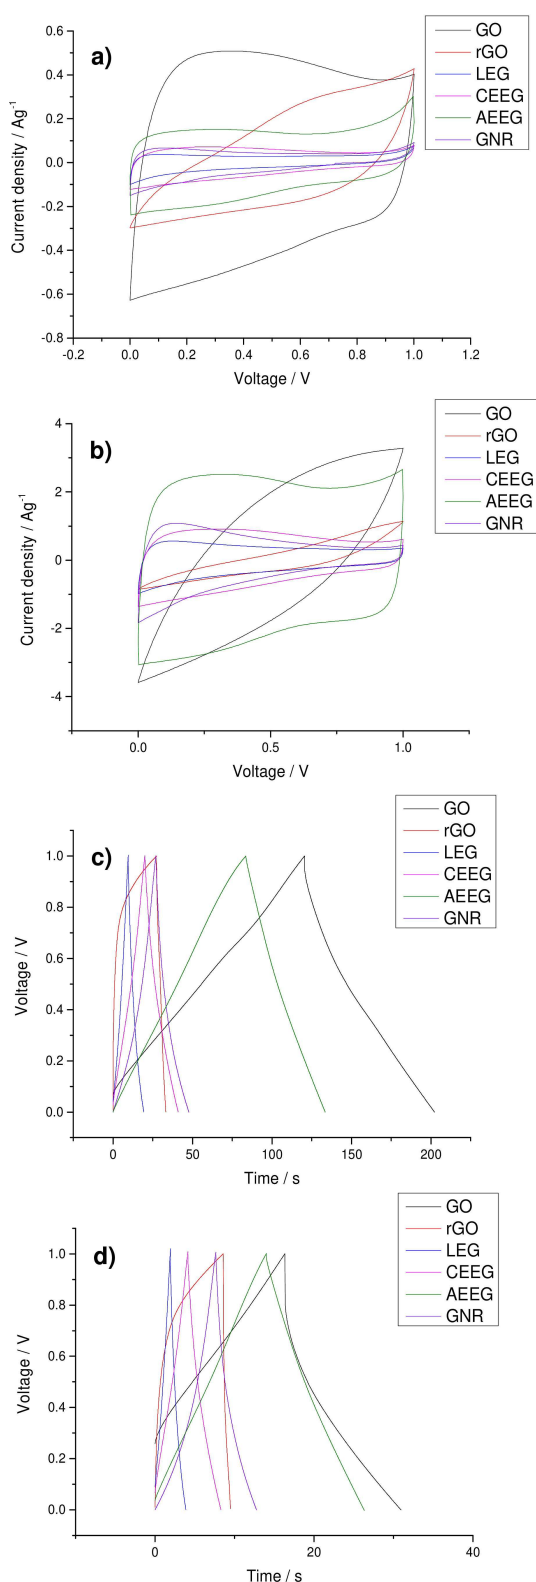 a)
GO
rGO
LEG
CEEG
AEEG
GNR
0.6
0.4
0.2
0.0
-0.2
-0.4
-0.6
-0.8
Current density / Ag-1
-0.2 0.0 0.2 0.4 0.6 0.8 1.0 1.2
Voltage / V
b)
GO
rGO
LEG
CEEG
AEEG
GNR
4
2
0
-2
-4
Current density / Ag-1
0.0 0.5 1.0
Voltage / V
c)
GO
rGO
LEG
CEEG
AEEG
GNR
1.0
0.8
0.6
0.4
0.2
0.0
Voltage / V
0 50 100 150 200
Time / s
d)
GO
rGO
LEG
CEEG
AEEG
GNR
1.0
0.8
0.6
0.4
0.2
0.0
Voltage / V
0 20 40
Time / s